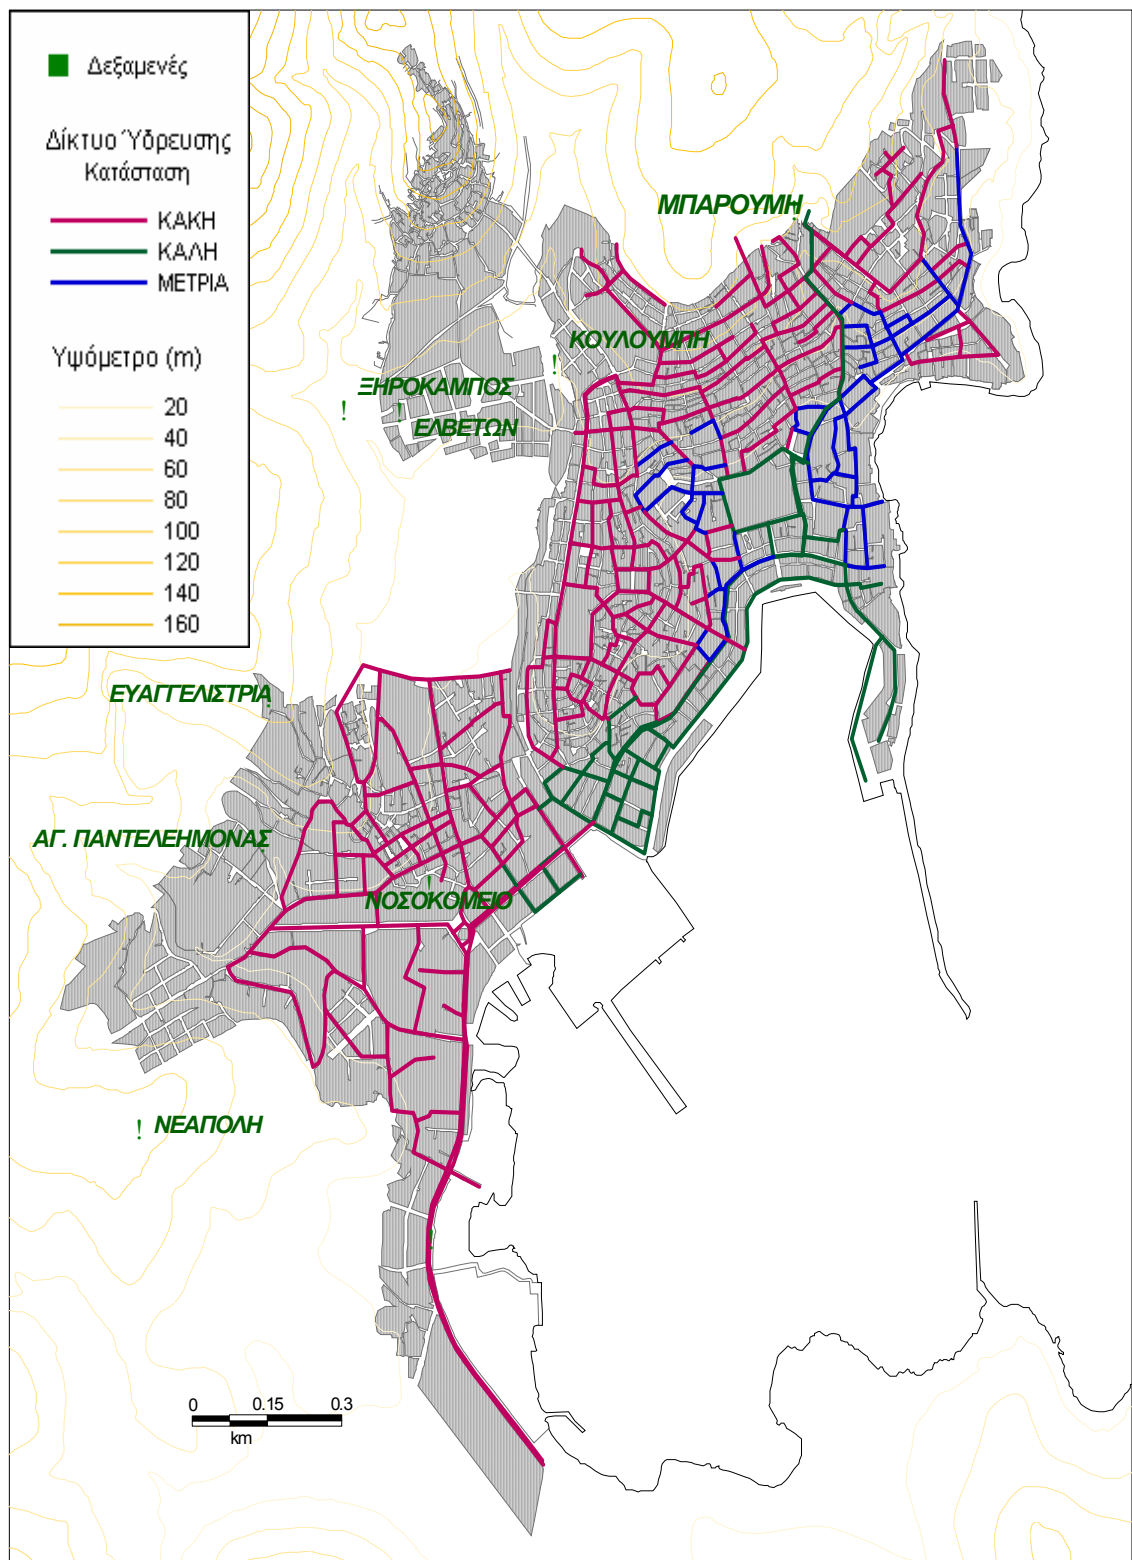 Δεξαμενές
Δίκτυο Ύδρευσης
Κατάσταση
ΚΑΚΗ
ΚΑΛΗ
ΜΕΤΡΙΑ
Υψόμετρο (m)
20
40
60
80
100
120
140
160
ΜΠΑΡΟΥΜΗ
ΚΟΥΛΟΥΜΠΗ
ΞΗΡΟΚΑΜΠΟΣ
ΕΛΒΕΤΩΝ
ΕΥΑΓΓΕΛΙΣΤΡΙΑ
ΑΓ. ΠΑΝΤΕΛΕΗΜΟΝΑΣ
ΝΟΣΟΚΟΜΕΙΟ
! ΝΕΑΠΟΛΗ
0 0.15 0.3
km